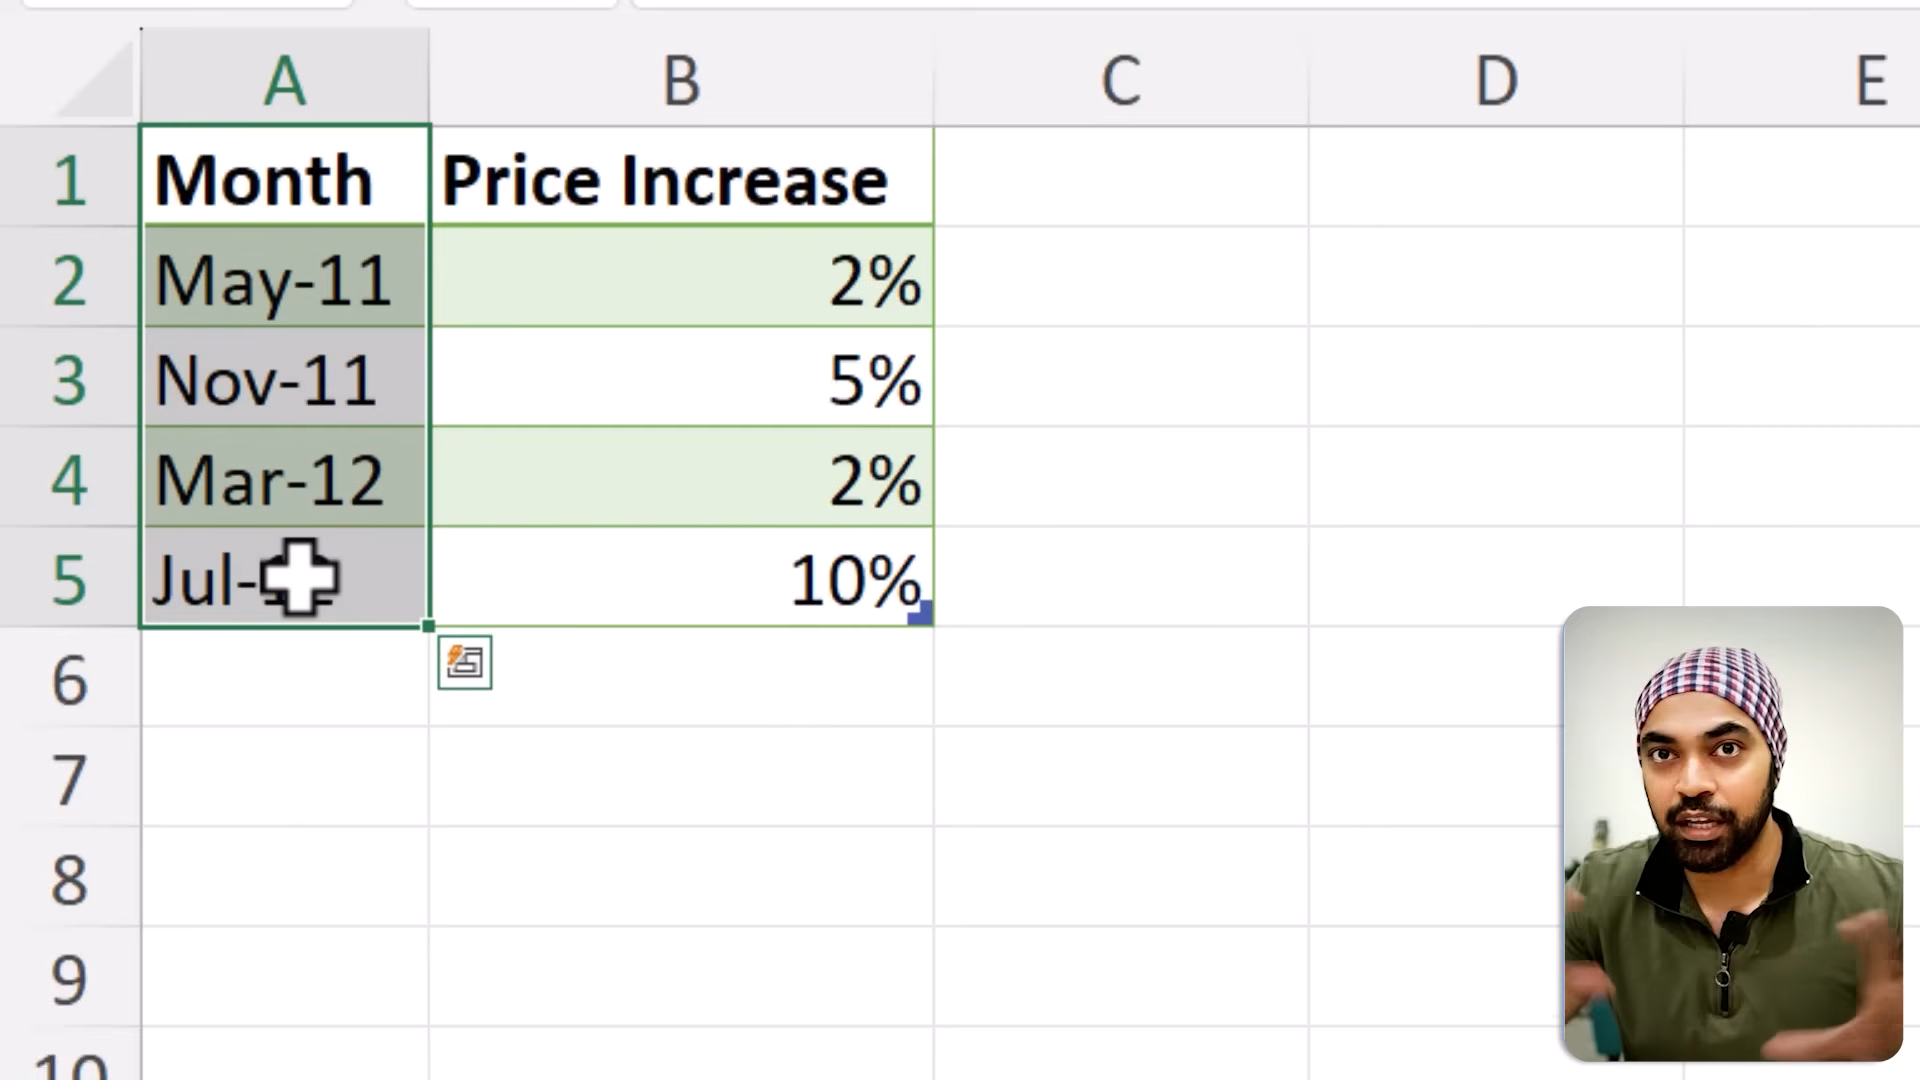 A B C D E
1 Month Price Increase
2 May-11 2%
3 Nov-11 5%
4 Mar-12 2%
5 Jul- 10%
6
7
8
9
10